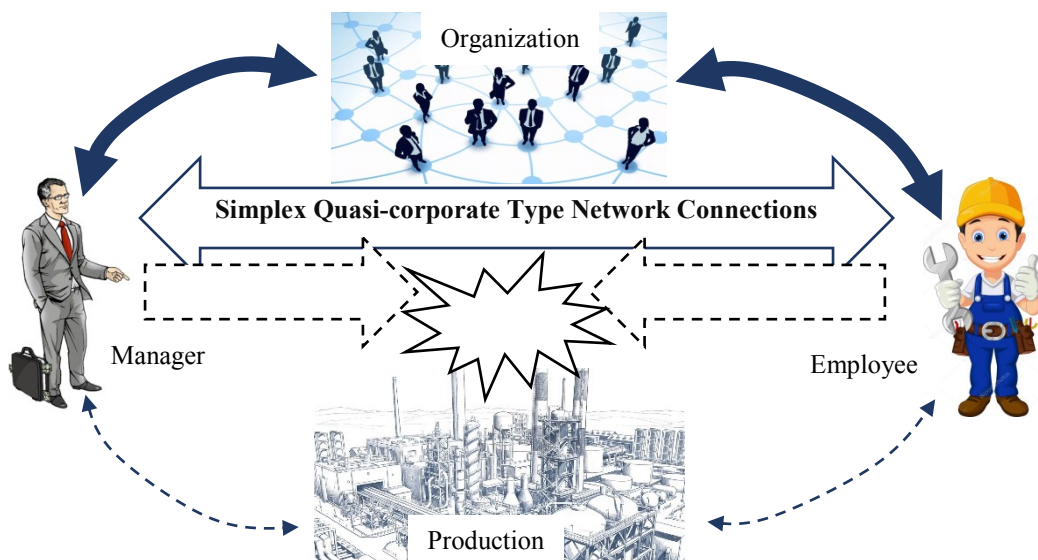 Organization
Simplex Quasi-corporate Type Network Connections
Manager
Employee
Production